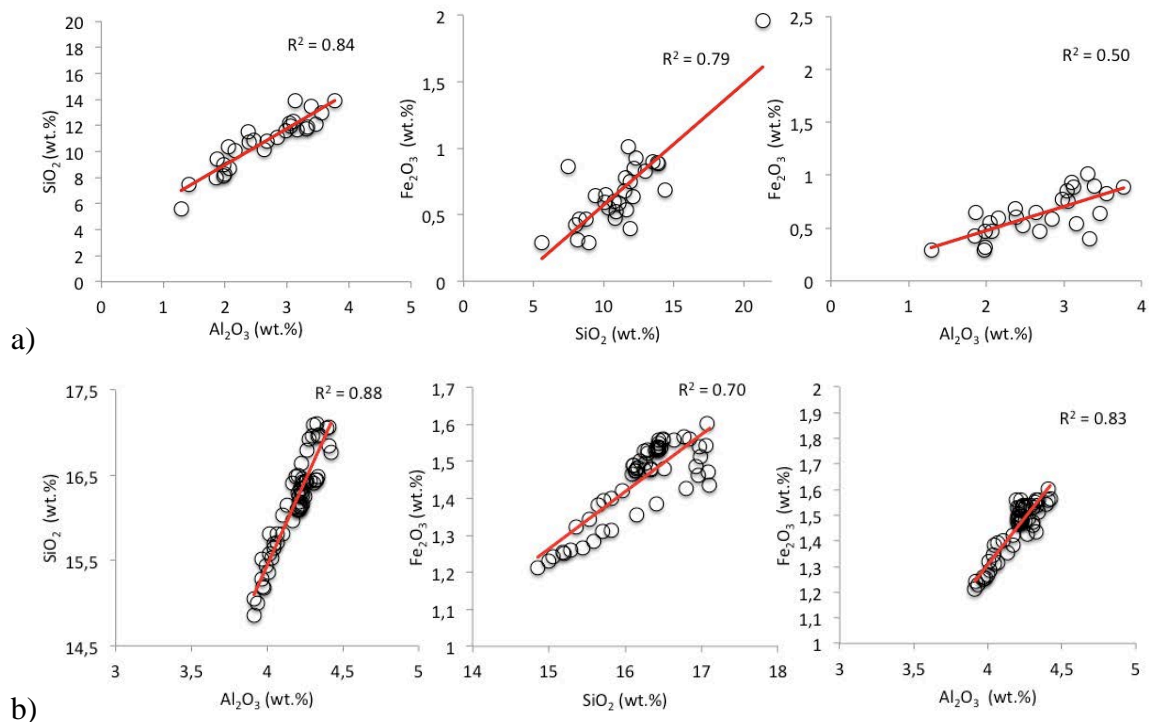 a)
SiO₂ (wt.%)
20
18
16
14
12
10
8
6
4
2
0
0 1 2 3 4 5
Al₂O₃ (wt.%)
R² = 0.84
Fe₂O₃ (wt.%)
2
1,5
1
0,5
0
0 5 10 15 20
SiO₂ (wt.%)
R² = 0.79
Fe₂O₃ (wt.%)
2,5
2
1,5
1
0,5
0
0 1 2 3 4
Al₂O₃ (wt.%)
R² = 0.50
b)
SiO₂ (wt.%)
17,5
16,5
15,5
14,5
3 3,5 4 4,5 5
Al₂O₃ (wt.%)
R² = 0.88
Fe₂O₃ (wt.%)
1,7
1,6
1,5
1,4
1,3
1,2
1,1
1
14 15 16 17 18
SiO₂ (wt.%)
R² = 0.70
Fe₂O₃ (wt.%)
2
1,9
1,8
1,7
1,6
1,5
1,4
1,3
1,2
1,1
1
3 3,5 4 4,5 5
Al₂O₃ (wt.%)
R² = 0.83